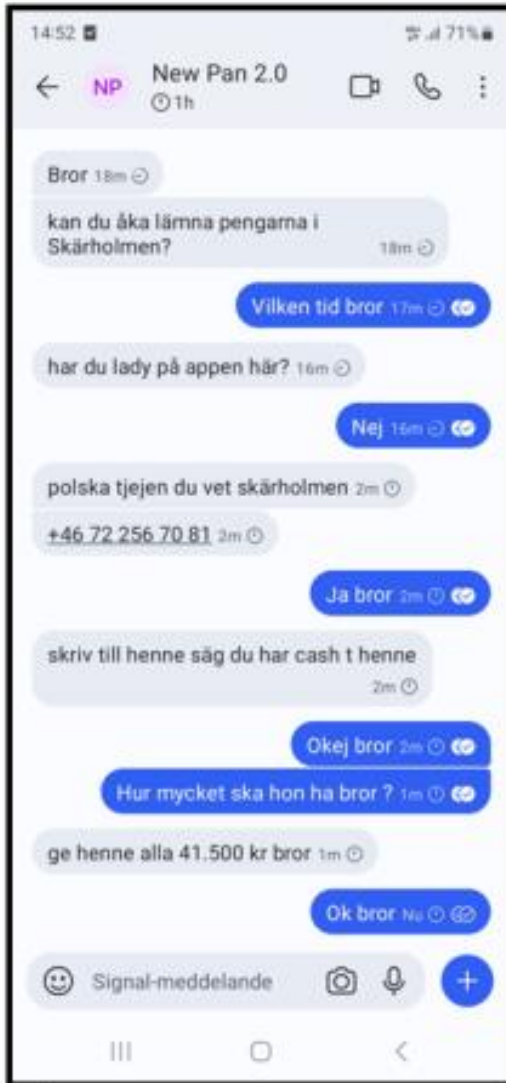 14:52
71%
NP New Pan 2.0
1h
Bror 18m
kan du åka lämna pengarna i
Skärholmen? 18m
Vilken tid bror 17m
har du lady på appen här? 16m
Nej 16m
polska tjejen du vet skärholmen 2m
+46 72 256 70 81 2m
Ja bror 2m
skriv till henne säg du har cash t henne
2m
Okej bror 2m
Hur mycket ska hon ha bror ? 1m
ge henne alla 41.500 kr bror 1m
Ok bror Nu
Signal-meddelande